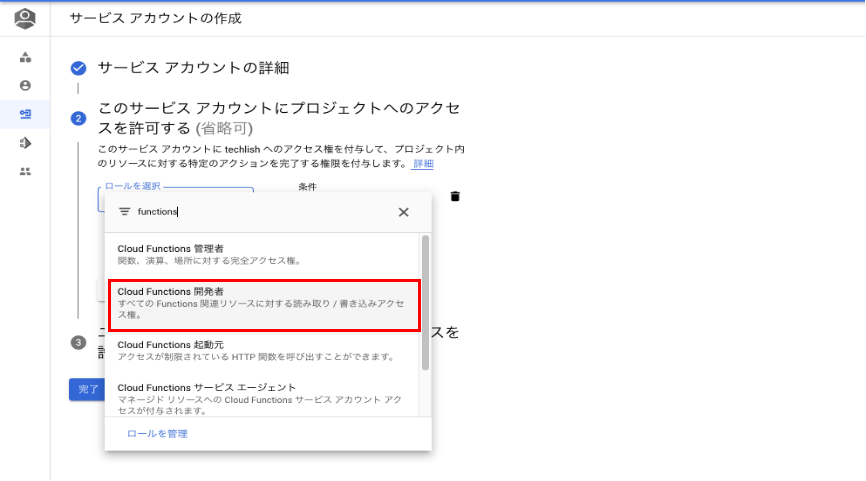 サービス アカウントの作成
サービス アカウントの詳細
2
このサービス アカウントにプロジェクトへのアクセ
スを許可する (省略可)
このサービス アカウントに techlish へのアクセス権を付与して、プロジェクト内
のリソースに対する特定のアクションを完了する権限を付与します。 詳細
ロールを選択
条件
functions
Cloud Functions 管理者
関数、演算、場所に対する完全アクセス権。
Cloud Functions 開発者
すべての Functions 関連リソースに対する読み取り / 書き込みアクセ
ス権。
3
スを
Cloud Functions 起動元
アクセスが制限されている HTTP 関数を呼び出すことができます。
Cloud Functions サービス エージェント
マネージド リソースへの Cloud Functions サービス アカウント アク
セスが付与されます。
完了
ロールを管理